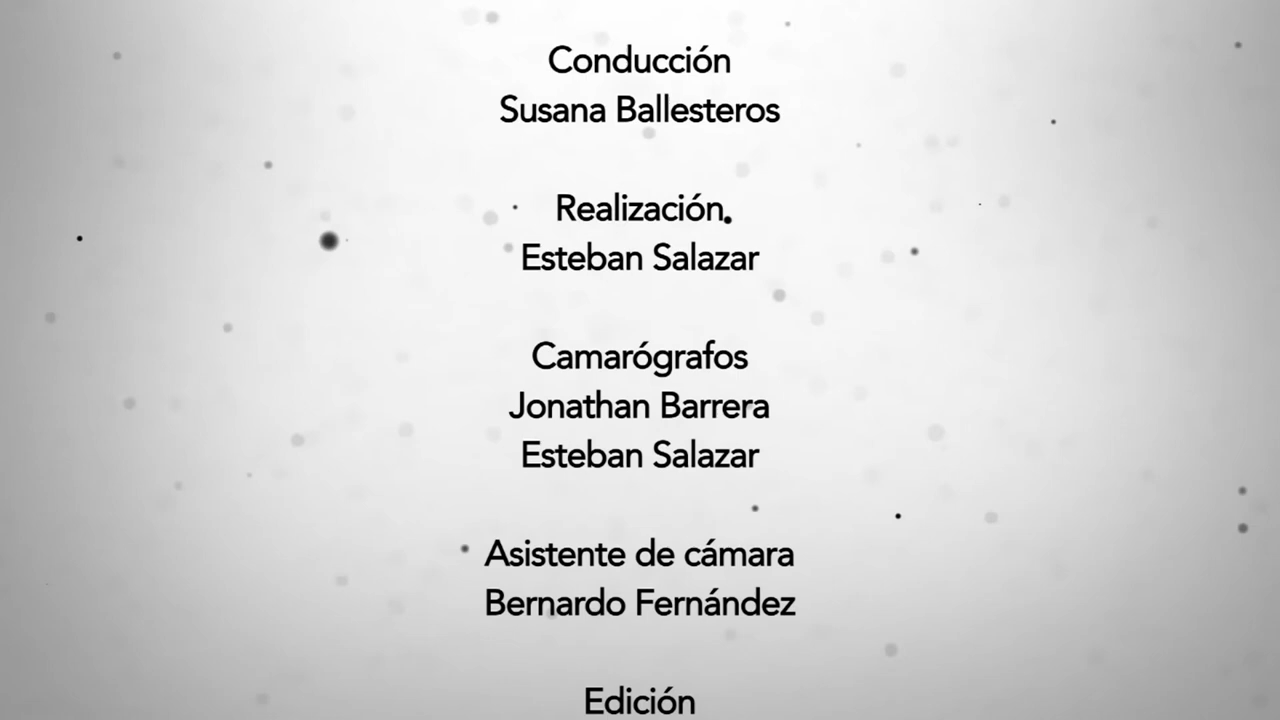 Conducción
Susana Ballesteros
Realización
Esteban Salazar
Camarógrafos
Jonathan Barrera
Esteban Salazar
Asistente de cámara
Bernardo Fernández
Edición